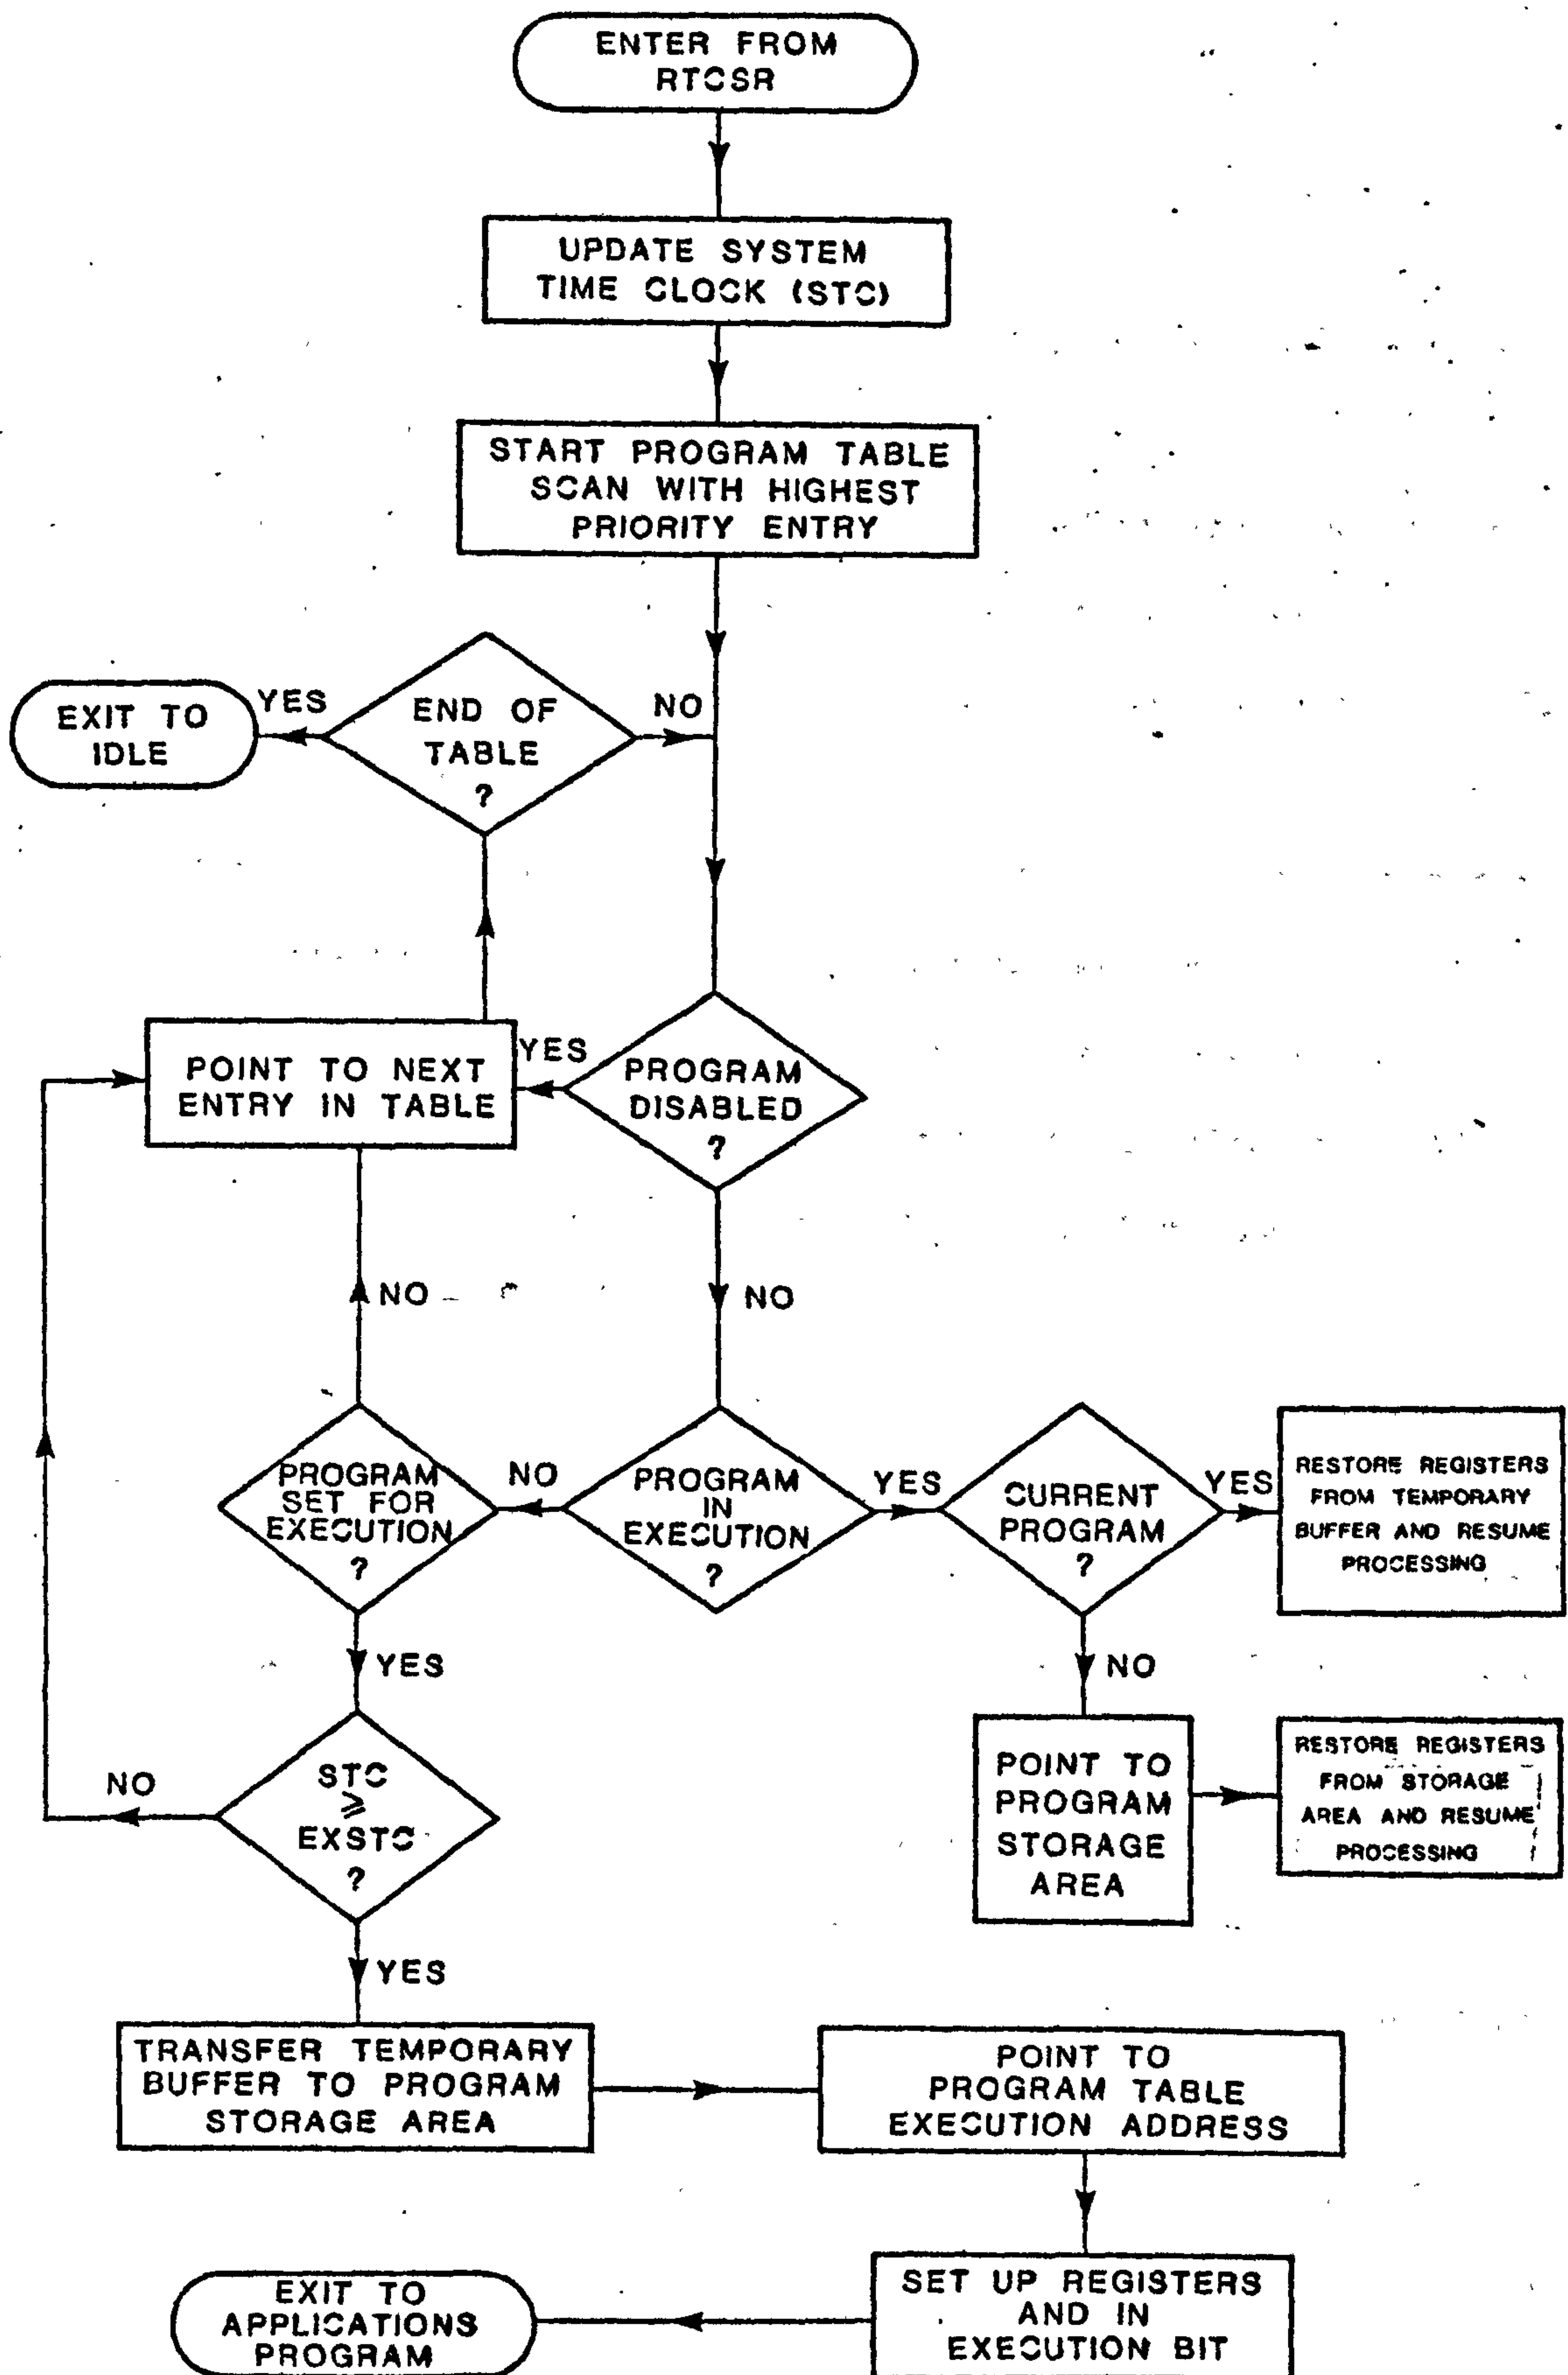 ENTER FROM
RTCSR
UPDATE SYSTEM
TIME CLOCK (STC)
START PROGRAM TABLE
SCAN WITH HIGHEST
PRIORITY ENTRY
EXIT TO
IDLE
YES
END OF
TABLE
?
NO
POINT TO NEXT
ENTRY IN TABLE
YES
PROGRAM
DISABLED
?
NO
NO
PROGRAM
SET FOR
EXECUTION
?
NO
PROGRAM
IN
EXECUTION
?
YES
CURRENT
PROGRAM
?
YES
RESTORE REGISTERS
FROM TEMPORARY
BUFFER AND RESUME
PROCESSING
YES
NO
STC
≥
EXSTC
?
NO
POINT TO
PROGRAM
STORAGE
AREA
RESTORE REGISTERS
FROM STORAGE
AREA AND RESUME
PROCESSING
YES
TRANSFER TEMPORARY
BUFFER TO PROGRAM
STORAGE AREA
POINT TO
PROGRAM TABLE
EXECUTION ADDRESS
SET UP REGISTERS
AND IN
EXECUTION BIT
EXIT TO
APPLICATIONS
PROGRAM